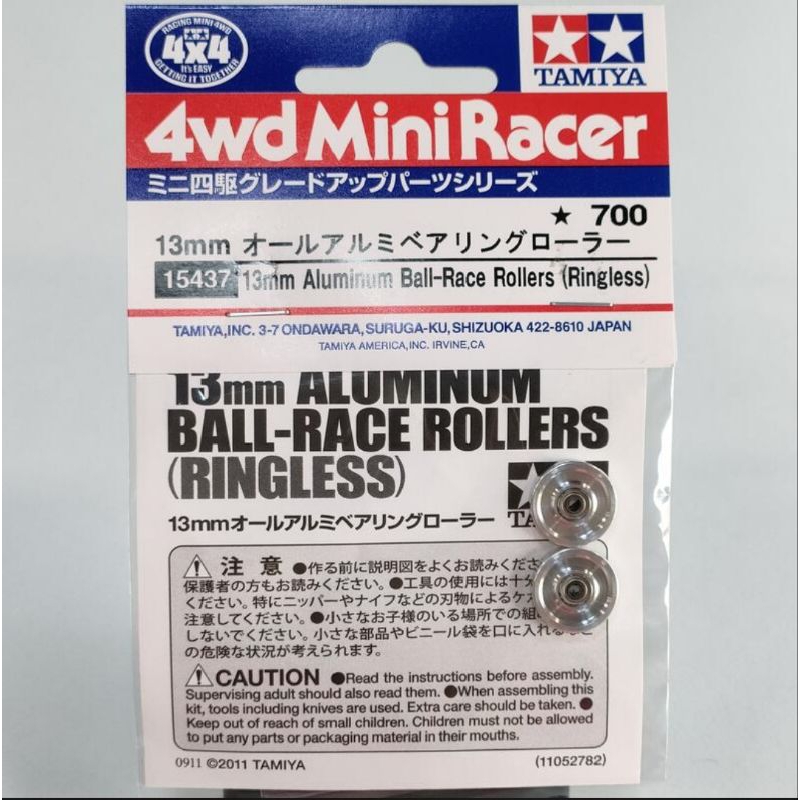 RACING MINI 4WD
4x4
It's EASY
GETTING IT TOGETHER
TAMIYA
4wd Mini Racer
ミニ四駆グレードアップパーツシリーズ
★ 700
13mm オールアルミベアリングローラー
15437 13mm Aluminum Ball-Race Rollers (Ringless)
TAMIYA,INC. 3-7 ONDAWARA, SURUGA-KU, SHIZUOKA 422-8610 JAPAN
TAMIYA AMERICA,INC. IRVINE,CA
13mm ALUMINUM
BALL-RACE ROLLERS
(RINGLESS)
13mmオールアルミベアリングローラー
注 意 ●作る前に説明図をよくお読みくださ
保護者の方もお読みください。●工具の使用には十分
ください。特にニッパーやナイフなどの刃物によるケガ
注意してください。●小さなお子様のいる場所での組
しないでください。小さな部品やビニール袋を口に入れる
の危険な状況が考えられます。
CAUTION ●Read the instructions before assembly.
Supervising adult should also read them. ●When assembling this
kit, tools including knives are used. Extra care should be taken. ●
Keep out of reach of small children. Children must not be allowed
to put any parts or packaging material in their mouths.
0911 ©2011 TAMIYA (11052782)